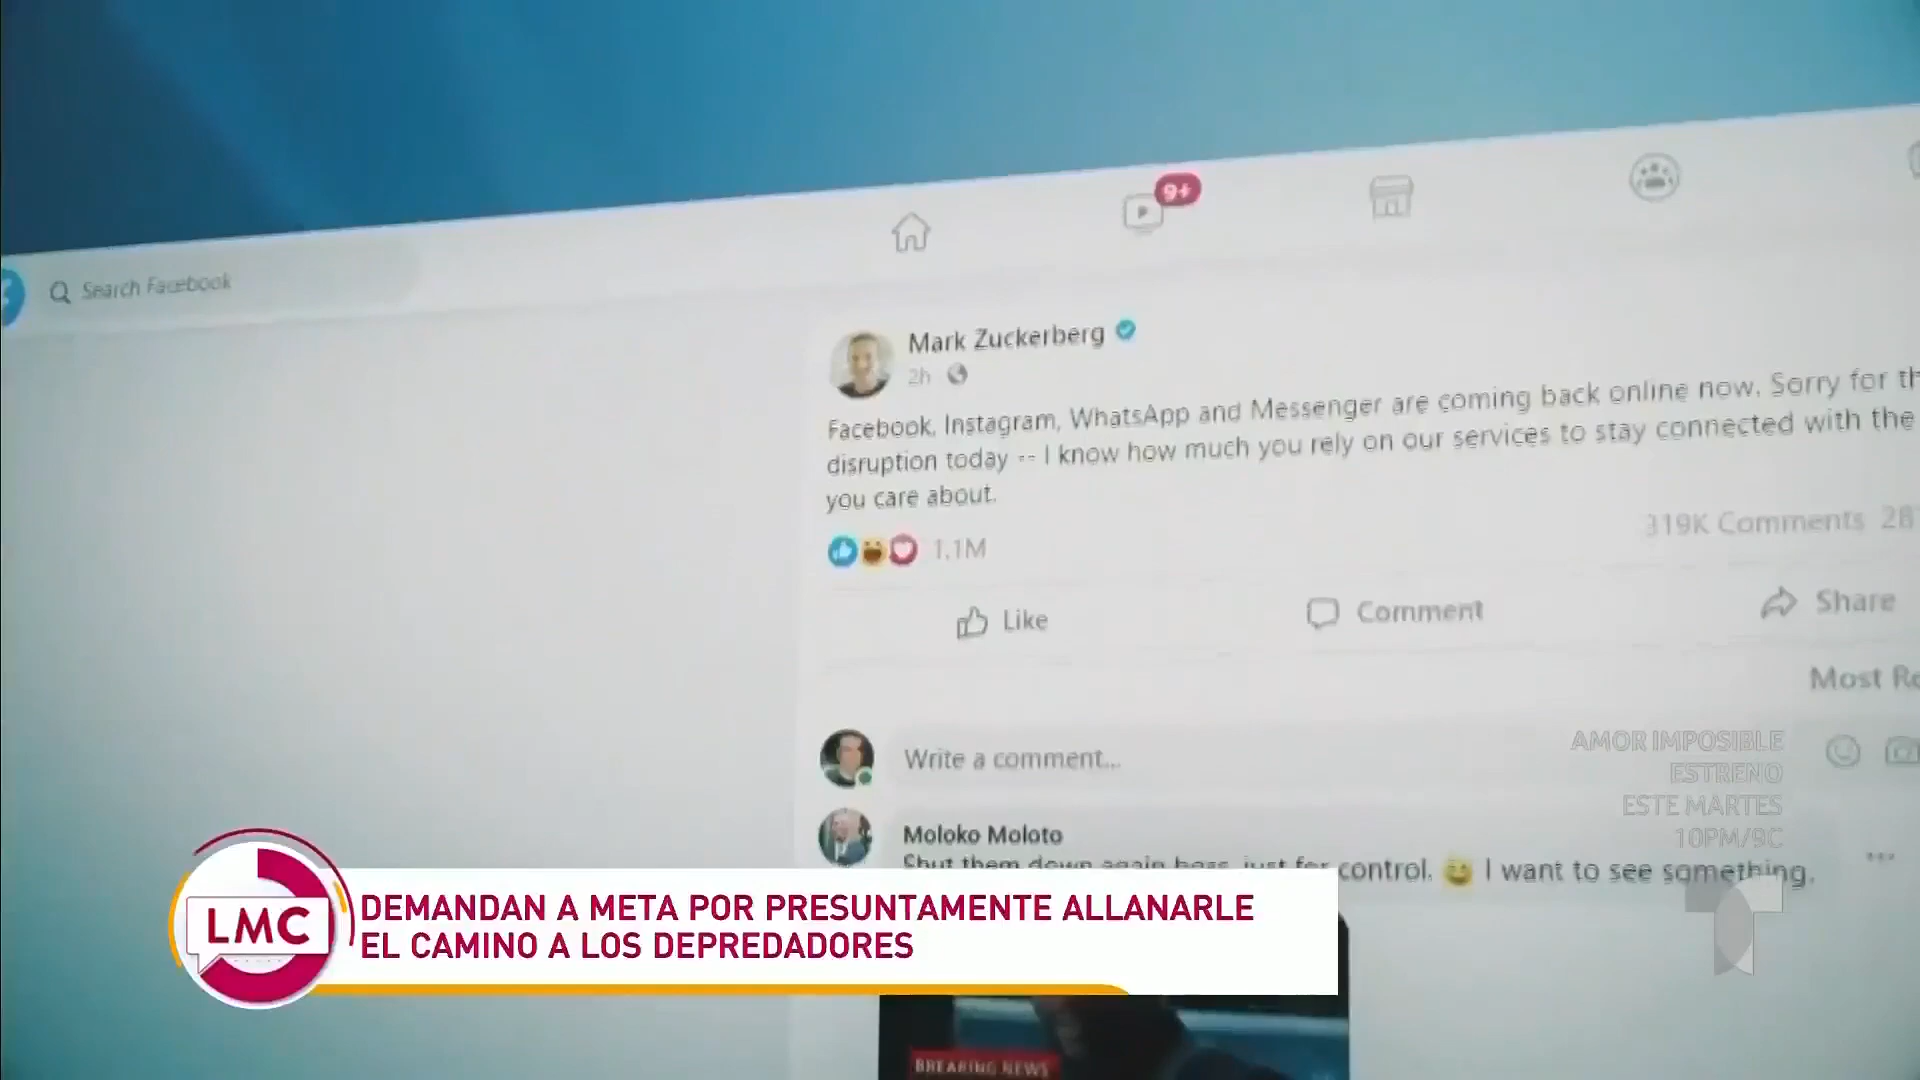 9+
Search Facebook
Mark Zuckerberg
2h
Facebook, Instagram, WhatsApp and Messenger are coming back online now. Sorry for th
disruption today -- I know how much you rely on our services to stay connected with the
you care about.
1.1M
319K Comments 28
Like
Comment
Share
Most Re
Write a comment...
AMOR IMPOSIBLE
ESTRENO
ESTE MARTES
10PM/9C
Moloko Moloto
Shut them down again boss, just for control. I want to see something.
LMC
DEMANDAN A META POR PRESUNTAMENTE ALLANARLE
EL CAMINO A LOS DEPREDADORES
BREAKING NEWS